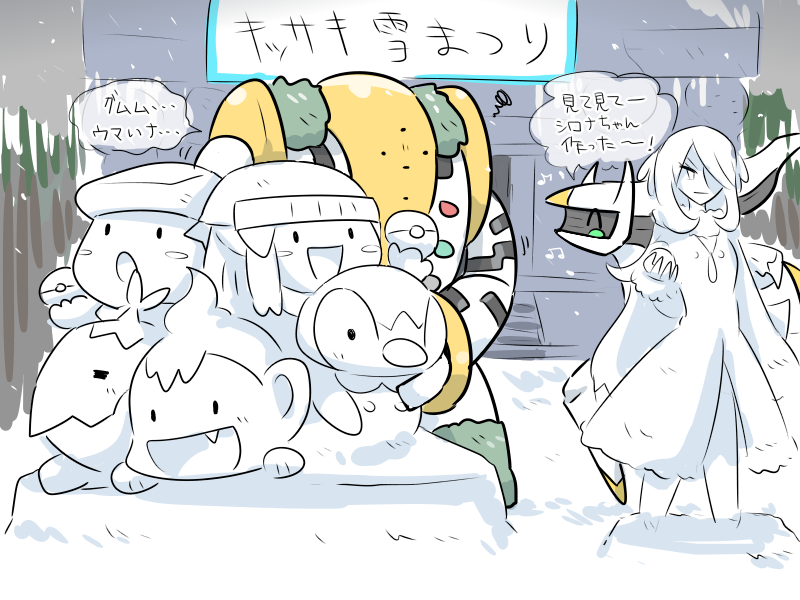 キッサキ 雪まつり
グムム、・・・
ウマいナ・・・
見て見てー
シロナちゃん
作った〜!